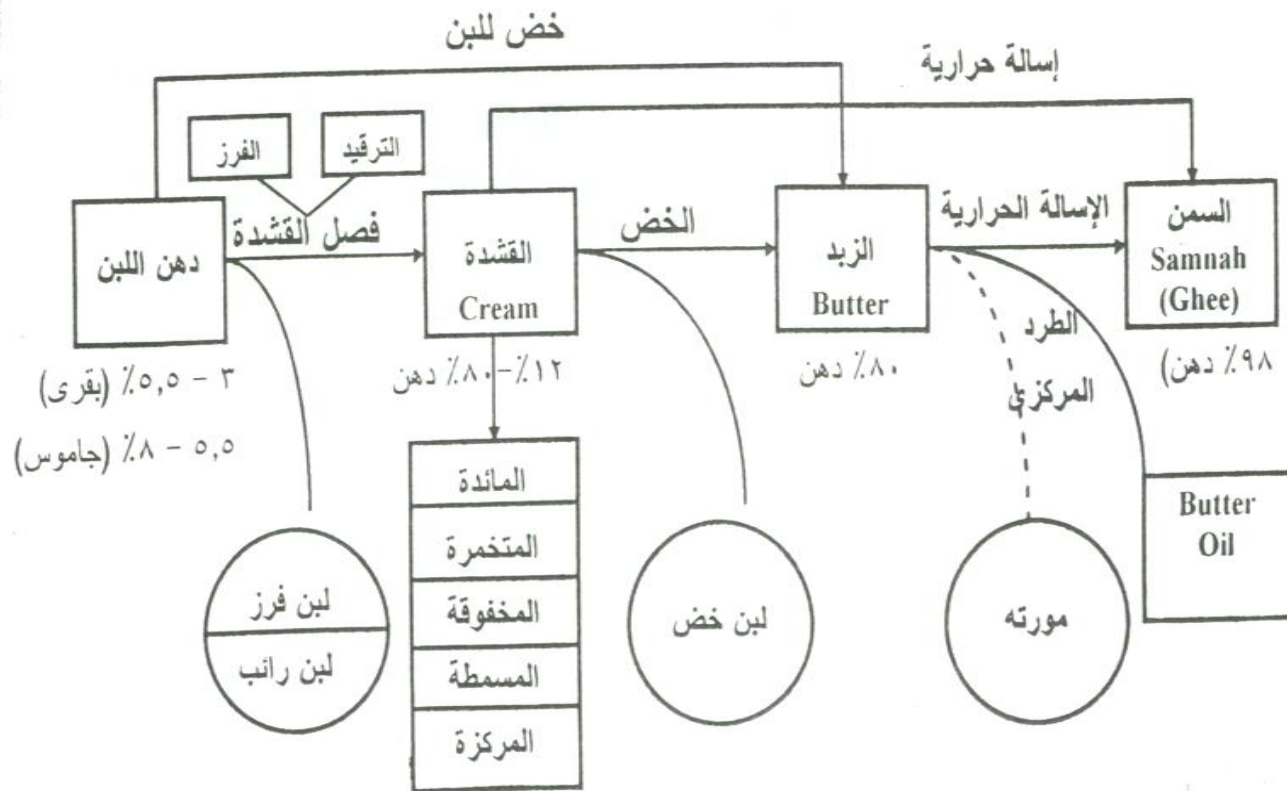 خض للبن
إسالة حرارية
الفرز
الترقيد
دهن اللبن
فصل القشدة
القشدة
Cream
الخض
الزبد
Butter
الإسالة الحرارية
السمن
Samnah
(Ghee)
٣ - ٥,٥٪ (بقرى)
٥,٥ - ٨٪ (جاموس)
١٢٪-٨٠٪ دهن
٨٠٪ دهن
الطرد
المركزى
٩٨٪ دهن)
المائدة
المتخمرة
المخفوقة
المسمطة
المركزة
لبن فرز
لبن رائب
لبن خض
مورته
Butter
Oil